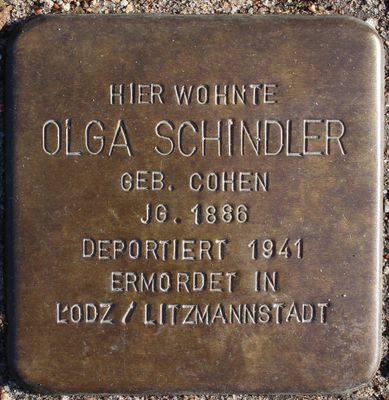 HIER WOHNTE
OLGA SCHINDLER
GEB. COHEN
JG. 1886
DEPORTIERT 1941
ERMORDET IN
ŁODZ / LITZMANNSTADT